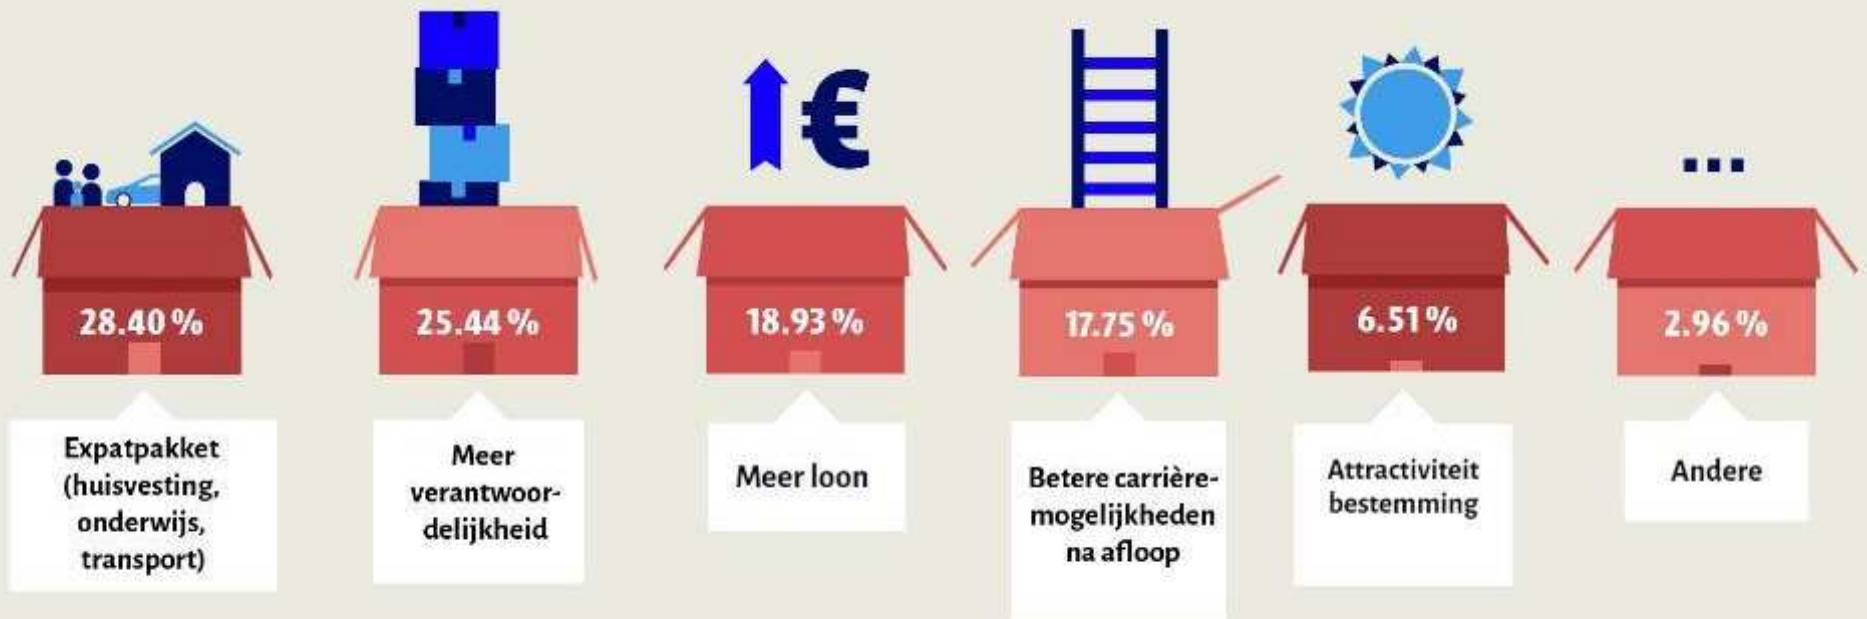 28.40 %
25.44 %
18.93 %
17.75 %
6.51 %
2.96 %
Expatpakket
(huisvesting,
onderwijs,
transport)
Meer
verantwoor-
delijkheid
Meer loon
Betere carrière-
mogelijkheden
na afloop
Attractiviteit
bestemming
Andere